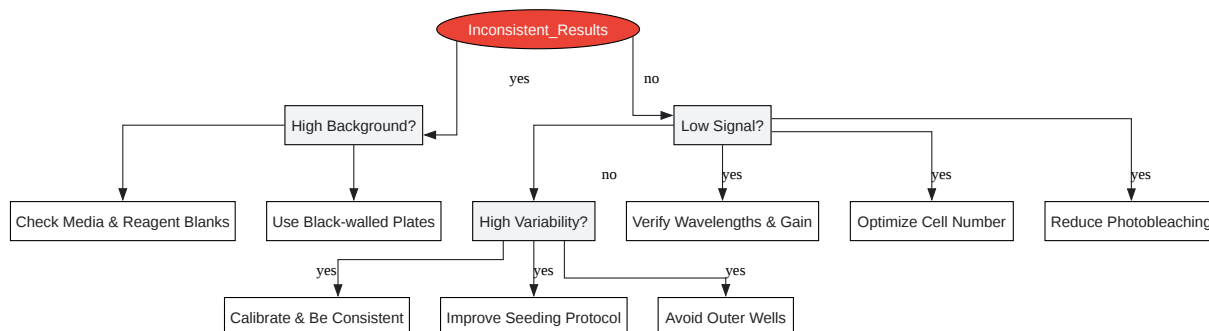 Inconsistent_Results
yes
no
High Background?
Low Signal?
no
yes
yes
yes
Check Media & Reagent Blanks
Use Black-walled Plates
High Variability?
Verify Wavelengths & Gain
Optimize Cell Number
Reduce Photobleaching
yes
yes
yes
Calibrate & Be Consistent
Improve Seeding Protocol
Avoid Outer Wells